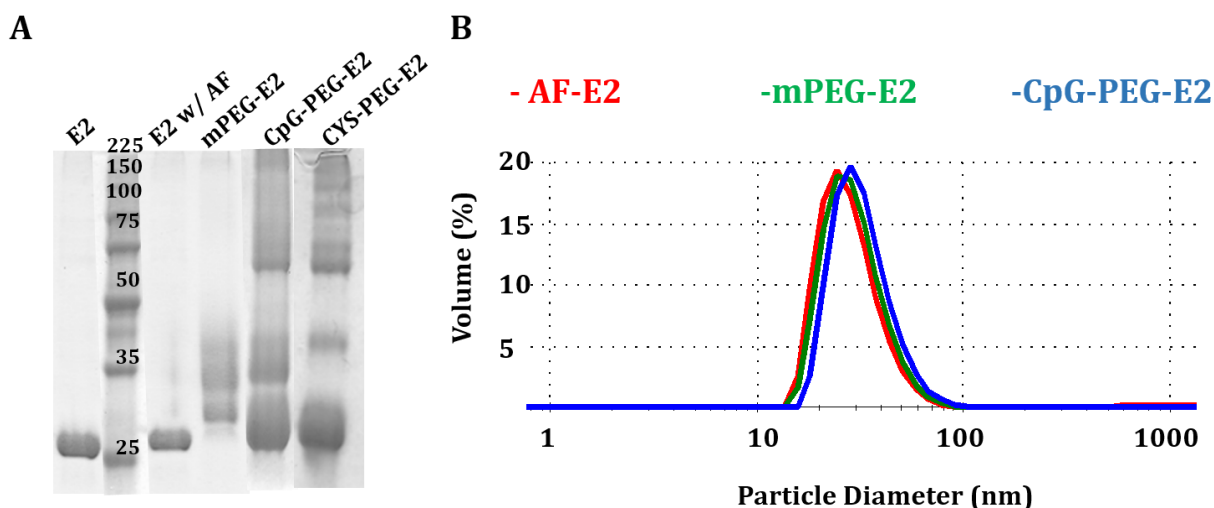 A
E2
E2 w/ AF
mPEG-E2
CpG-PEG-E2
CYS-PEG-E2
225
150
100
75
50
35
25
B
- AF-E2 -mPEG-E2 -CpG-PEG-E2
Volume (%)
20
15
10
5
1 10 100 1000
Particle Diameter (nm)